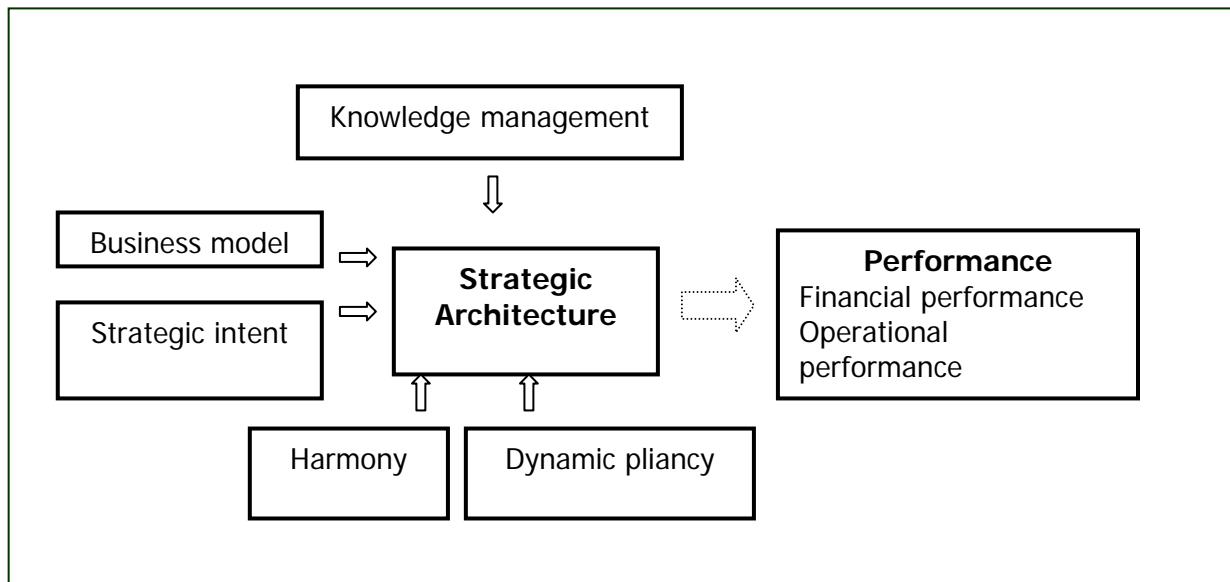 Knowledge management
Business model
Strategic intent
Strategic
Architecture
Performance
Financial performance
Operational
performance
Harmony
Dynamic pliancy